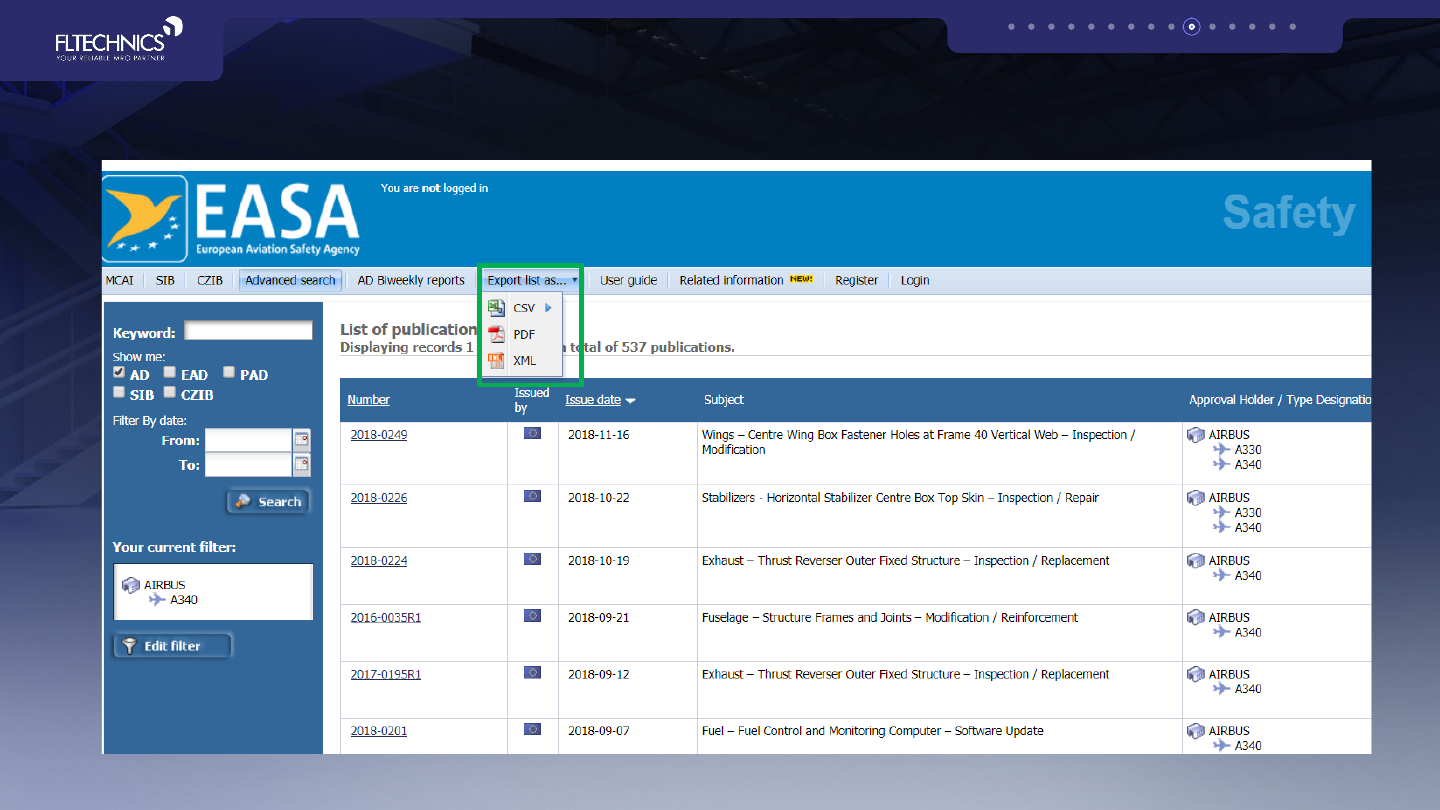 FLTECHNICS
YOUR RELIABLE MRO PARTNER
EASA
European Aviation Safety Agency
You are not logged in
Safety
MCAI SIB CZIB Advanced search AD Biweekly reports Export list as... User guide Related information NEW! Register Login
CSV
PDF
XML
Keyword:
Show me:
AD EAD PAD
SIB CZIB
Filter By date:
From:
To:
Search
Your current filter:
AIRBUS
A340
Edit filter
List of publication
Displaying records 1 total of 537 publications.
Number Issued by Issue date Subject Approval Holder / Type Designatio
2018-0249 2018-11-16 Wings – Centre Wing Box Fastener Holes at Frame 40 Vertical Web – Inspection / AIRBUS
Modification A330
A340
2018-0226 2018-10-22 Stabilizers - Horizontal Stabilizer Centre Box Top Skin – Inspection / Repair AIRBUS
A330
A340
2018-0224 2018-10-19 Exhaust – Thrust Reverser Outer Fixed Structure – Inspection / Replacement AIRBUS
A340
2016-0035R1 2018-09-21 Fuselage – Structure Frames and Joints – Modification / Reinforcement AIRBUS
A340
2017-0195R1 2018-09-12 Exhaust – Thrust Reverser Outer Fixed Structure – Inspection / Replacement AIRBUS
A340
2018-0201 2018-09-07 Fuel – Fuel Control and Monitoring Computer – Software Update AIRBUS
A340